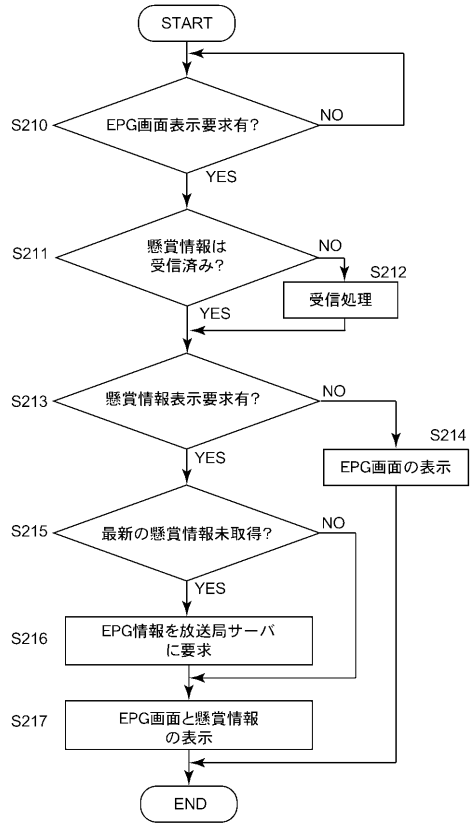 START
S210
EPG画面表示要求有?
NO
YES
S211
懸賞情報は
受信済み?
NO
S212
受信処理
YES
S213
懸賞情報表示要求有?
NO
S214
EPG画面の表示
YES
S215
最新の懸賞情報未取得?
NO
YES
S216
EPG情報を放送局サーバ
に要求
S217
EPG画面と懸賞情報
の表示
END